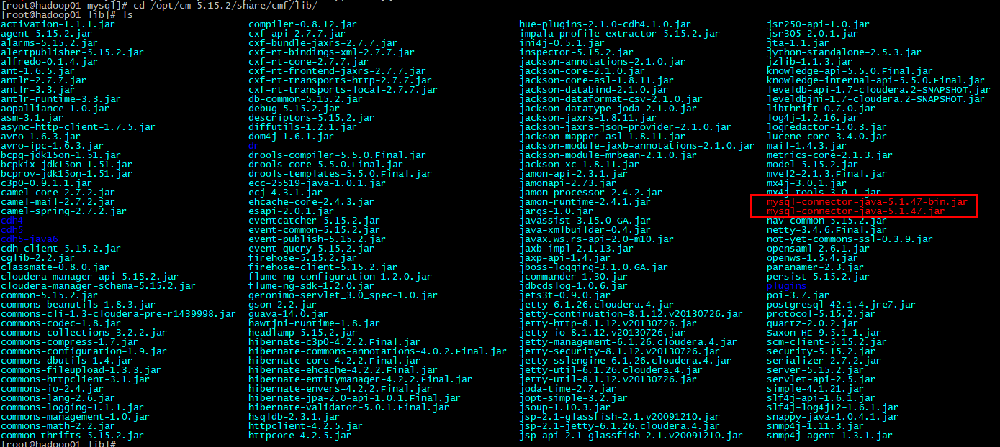 [root@hadoop01 mysql]# cd /opt/cm-5.15.2/share/cmf/lib/
[root@hadoop01 lib]# ls
activation-1.1.1.jar compiler-0.8.12.jar hue-plugins-2.1.0-cdh4.1.0.jar jsr250-api-1.0.jar
agent-5.15.2.jar cxf-api-2.7.7.jar impala-profile-extractor-5.15.2.jar jsr305-2.0.1.jar
alarms-5.15.2.jar cxf-bundle-jaxrs-2.7.7.jar ini4j-0.5.1.jar jta-1.1.jar
alertpublisher-5.15.2.jar cxf-rt-bindings-xml-2.7.7.jar inspector-5.15.2.jar jython-standalone-2.5.3.jar
alfredo-0.1.4.jar cxf-rt-core-2.7.7.jar jackson-annotations-2.1.0.jar jzlib-1.1.3.jar
ant-1.6.5.jar cxf-rt-frontend-jaxrs-2.7.7.jar jackson-core-2.1.0.jar knowledge-api-5.5.0.Final.jar
antlr-2.7.7.jar cxf-rt-transports-http-2.7.7.jar jackson-core-asl-1.8.11.jar knowledge-internal-api-5.5.0.Final.jar
antlr-3.3.jar cxf-rt-transports-local-2.7.7.jar jackson-databind-2.1.0.jar leveldb-api-1.7-cloudera.2-SNAPSHOT.jar
antlr-runtime-3.3.jar db-common-5.15.2.jar jackson-dataformat-csv-2.1.0.jar leveldbjni-1.7-cloudera.2-SNAPSHOT.jar
aopalliance-1.0.jar debug-5.15.2.jar jackson-datatype-joda-2.1.0.jar libthrift-0.7.0.jar
asm-3.1.jar descriptors-5.15.2.jar jackson-jaxrs-1.8.11.jar log4j-1.2.16.jar
async-http-client-1.7.5.jar diffutils-1.2.1.jar jackson-jaxrs-json-provider-2.1.0.jar logredactor-1.0.3.jar
avro-1.6.3.jar dom4j-1.6.1.jar jackson-mapper-asl-1.8.11.jar lucene-core-3.4.0.jar
avro-ipc-1.6.3.jar dr jackson-module-jaxb-annotations-2.1.0.jar mail-1.4.3.jar
bcpg-jdk15on-1.51.jar drools-compiler-5.5.0.Final.jar jackson-module-mrbean-2.1.0.jar metrics-core-2.1.3.jar
bcpkix-jdk15on-1.51.jar drools-core-5.5.0.Final.jar jackson-xc-1.8.11.jar model-5.15.2.jar
bcprov-jdk15on-1.51.jar drools-templates-5.5.0.Final.jar jamon-api-2.3.1.jar mvel2-2.1.3.Final.jar
c3p0-0.9.1.1.jar ecc-25519-java-1.0.1.jar jamonapi-2.73.jar mx4j-3.0.1.jar
camel-core-2.7.2.jar ecj-4.3.1.jar jamon-processor-2.4.2.jar mx4j-tools-3.0.1.jar
camel-mail-2.7.2.jar ehcache-core-2.4.3.jar jamon-runtime-2.4.1.jar mysql-connector-java-5.1.47-bin.jar
camel-spring-2.7.2.jar esapi-2.0.1.jar jargs-1.0.jar mysql-connector-java-5.1.47.jar
cdh4 eventcatcher-5.15.2.jar javassist-3.15.0-GA.jar nav-common-5.15.2.jar
cdh5 event-common-5.15.2.jar java-xmlbuilder-0.4.jar netty-3.4.6.Final.jar
cdh5-java6 event-publish-5.15.2.jar javax.ws.rs-api-2.0-m10.jar not-yet-commons-ssl-0.3.9.jar
cdh-client-5.15.2.jar event-query-5.15.2.jar jaxb-impl-2.1.13.jar opensaml-2.6.1.jar
cglib-2.2.jar firehose-5.15.2.jar jaxp-api-1.4.jar openws-1.5.4.jar
classmate-0.8.0.jar firehose-client-5.15.2.jar jboss-logging-3.1.0.GA.jar paranamer-2.3.jar
cloudera-manager-api-5.15.2.jar flume-ng-configuration-1.2.0.jar jcommander-1.30.jar persist-5.15.2.jar
cloudera-manager-schema-5.15.2.jar flume-ng-sdk-1.2.0.jar jdbcdslog-1.0.6.jar plugins
common-5.15.2.jar geronimo-servlet_3.0_spec-1.0.jar jets3t-0.9.0.jar poi-3.7.jar
commons-beanutils-1.8.3.jar gson-2.2.jar jetty-6.1.26.cloudera.4.jar postgresql-42.1.4.jre7.jar
commons-cli-1.3-cloudera-pre-r1439998.jar guava-14.0.jar jetty-continuation-8.1.12.v20130726.jar protocol-5.15.2.jar
commons-codec-1.8.jar hawtjni-runtime-1.8.jar jetty-http-8.1.12.v20130726.jar quartz-2.0.2.jar
commons-collections-3.2.2.jar headlamp-5.15.2.jar jetty-io-8.1.12.v20130726.jar Saxon-HE-9.5.1-1.jar
commons-compress-1.7.jar hibernate-c3p0-4.2.2.Final.jar jetty-management-6.1.26.cloudera.4.jar scm-client-5.15.2.jar
commons-configuration-1.9.jar hibernate-commons-annotations-4.0.2.Final.jar jetty-security-8.1.12.v20130726.jar security-5.15.2.jar
commons-dbutils-1.4.jar hibernate-core-4.2.2.Final.jar jetty-sslengine-6.1.26.cloudera.4.jar serializer-2.7.2.jar
commons-fileupload-1.3.3.jar hibernate-ehcache-4.2.2.Final.jar jetty-util-6.1.26.cloudera.4.jar server-5.15.2.jar
commons-httpclient-3.1.jar hibernate-entitymanager-4.2.2.Final.jar jetty-util-8.1.12.v20130726.jar servlet-api-2.5.jar
commons-io-2.4.jar hibernate-envers-4.2.2.Final.jar joda-time-2.7.jar simple-4.1.21.jar
commons-lang-2.6.jar hibernate-jpa-2.0-api-1.0.1.Final.jar jopt-simple-3.2.jar slf4j-api-1.6.1.jar
commons-logging-1.1.1.jar hibernate-validator-5.0.1.Final.jar jsoup-1.10.3.jar slf4j-log4j12-1.6.1.jar
commons-management-1.0.jar hsqldb-2.3.1.jar jsp-2.1-glassfish-2.1.v20091210.jar snappy-java-1.0.4.1.jar
commons-math-2.2.jar httpclient-4.2.5.jar jsp-2.1-jetty-6.1.26.cloudera.4.jar snmp4j-1.11.3.jar
common-thrifts-5.15.2.jar httpcore-4.2.5.jar jsp-api-2.1-glassfish-2.1.v20091210.jar snmp4j-agent-1.3.1.jar
[root@hadoop01 lib]#